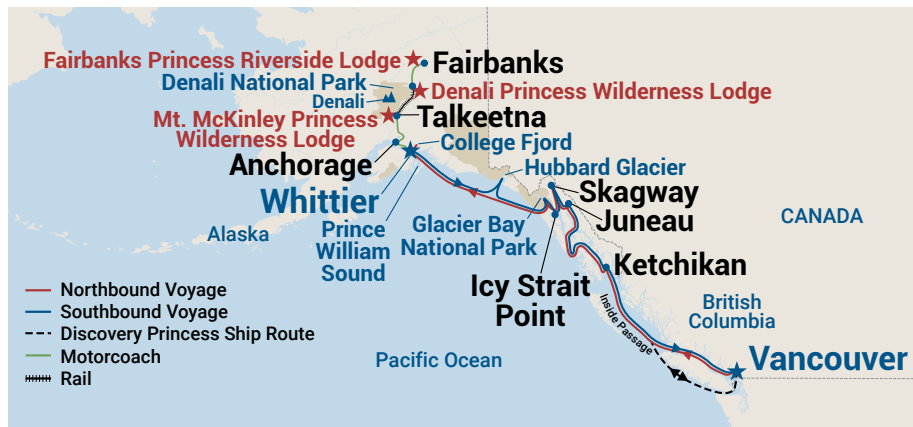 Fairbanks Princess Riverside Lodge
Fairbanks
Denali National Park
Denali
Denali Princess Wilderness Lodge
Mt. McKinley Princess
Wilderness Lodge
Talkeetna
Anchorage
College Fjord
Hubbard Glacier
Whittier
Skagway
Juneau
Glacier Bay
National Park
CANADA
Alaska
Prince
William
Sound
Ketchikan
Icy Strait
Point
Northbound Voyage
Southbound Voyage
Discovery Princess Ship Route
Motorcoach
Rail
Inside Passage
British
Columbia
Pacific Ocean
Vancouver